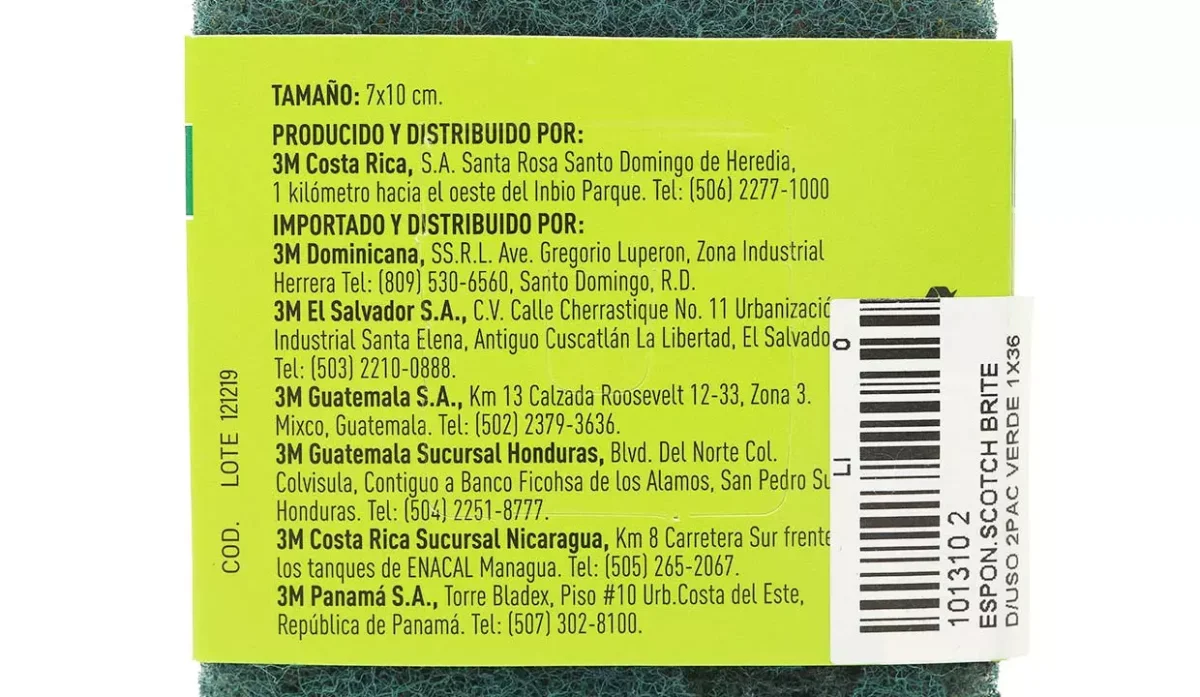 TAMAÑO: 7x10 cm.
PRODUCIDO Y DISTRIBUIDO POR:
3M Costa Rica, S.A. Santa Rosa Santo Domingo de Heredia,
1 kilómetro hacia el oeste del Inbio Parque. Tel: (506) 2277-1000
IMPORTADO Y DISTRIBUIDO POR:
3M Dominicana, SS.R.L. Ave. Gregorio Luperon, Zona Industrial
Herrera Tel: (809) 530-6560, Santo Domingo, R.D.
3M El Salvador S.A., C.V. Calle Cherrastique No. 11 Urbanizació
Industrial Santa Elena, Antiguo Cuscatlán La Libertad, El Salvado
Tel: (503) 2210-0888.
3M Guatemala S.A., Km 13 Calzada Roosevelt 12-33, Zona 3.
Mixco, Guatemala. Tel: (502) 2379-3636.
3M Guatemala Sucursal Honduras, Blvd. Del Norte Col.
Colvisula, Contiguo a Banco Ficohsa de los Alamos, San Pedro Su
Honduras. Tel: (504) 2251-8777.
3M Costa Rica Sucursal Nicaragua, Km 8 Carretera Sur frente
los tanques de ENACAL Managua. Tel: (505) 265-2067.
3M Panamá S.A., Torre Bladex, Piso #10 Urb.Costa del Este,
República de Panamá. Tel: (507) 302-8100.
COD. LOTE 121219
LI O
101310 2
ESPON.SCOTCH BRITE
D/USO 2PAC VERDE 1X36